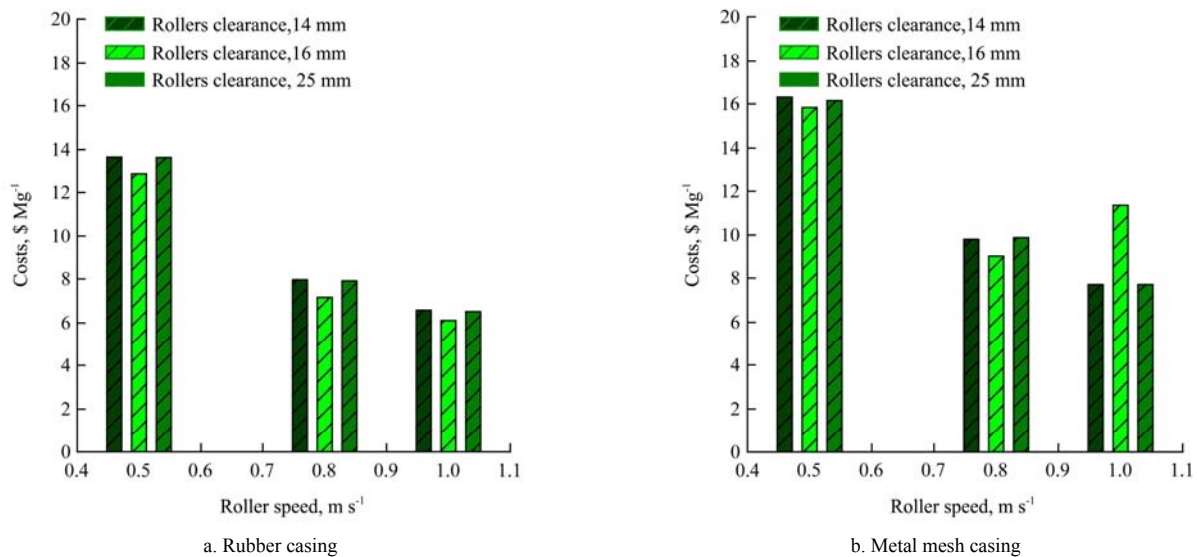 20
18
16
14
12
10
8
6
4
2
0
Costs, $ Mg⁻¹
Rollers clearance,14 mm
Rollers clearance,16 mm
Rollers clearance, 25 mm
0.4 0.5 0.6 0.7 0.8 0.9 1.0 1.1
Roller speed, m s⁻¹
a. Rubber casing
20
18
16
14
12
10
8
6
4
2
0
Costs, $ Mg⁻¹
Rollers clearance,14 mm
Rollers clearance,16 mm
Rollers clearance, 25 mm
0.4 0.5 0.6 0.7 0.8 0.9 1.0 1.1
Roller speed, m s⁻¹
b. Metal mesh casing